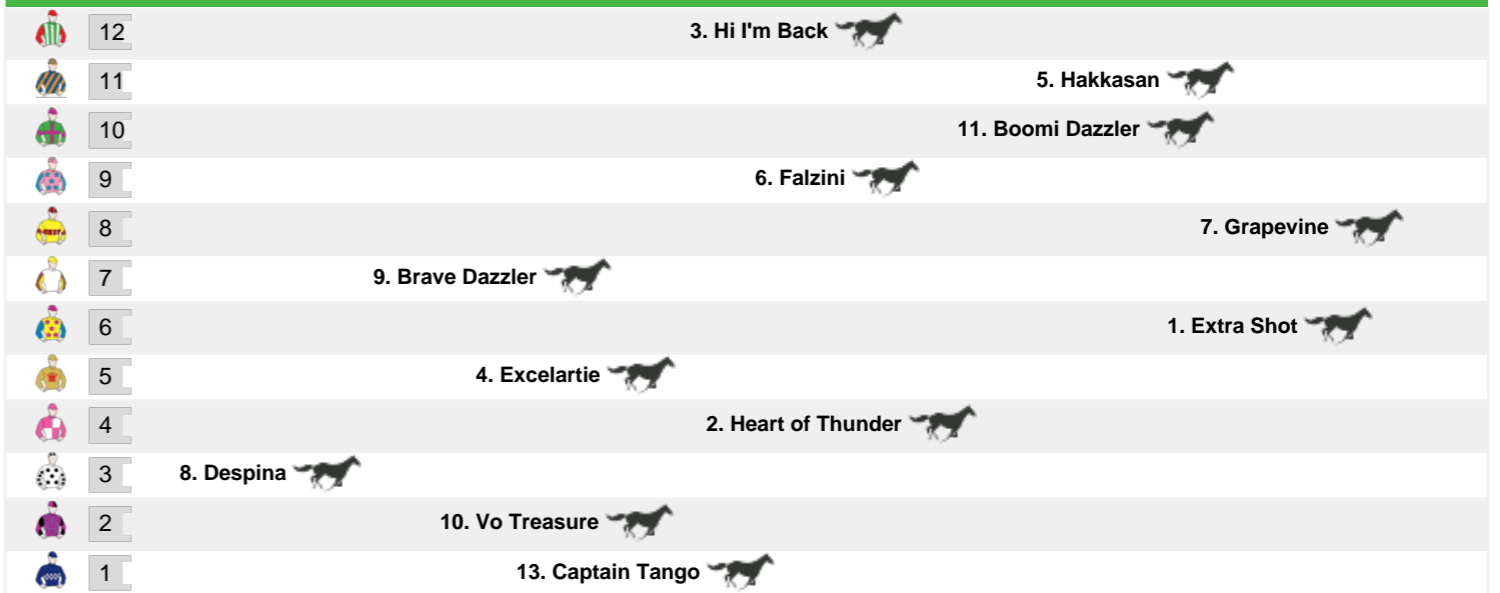 12 3. Hi I'm Back
11 5. Hakkasan
10 11. Boomi Dazzler
9 6. Falzini
8 7. Grapevine
7 9. Brave Dazzler
6 1. Extra Shot
5 4. Excelartie
4 2. Heart of Thunder
3 8. Despina
2 10. Vo Treasure
1 13. Captain Tango